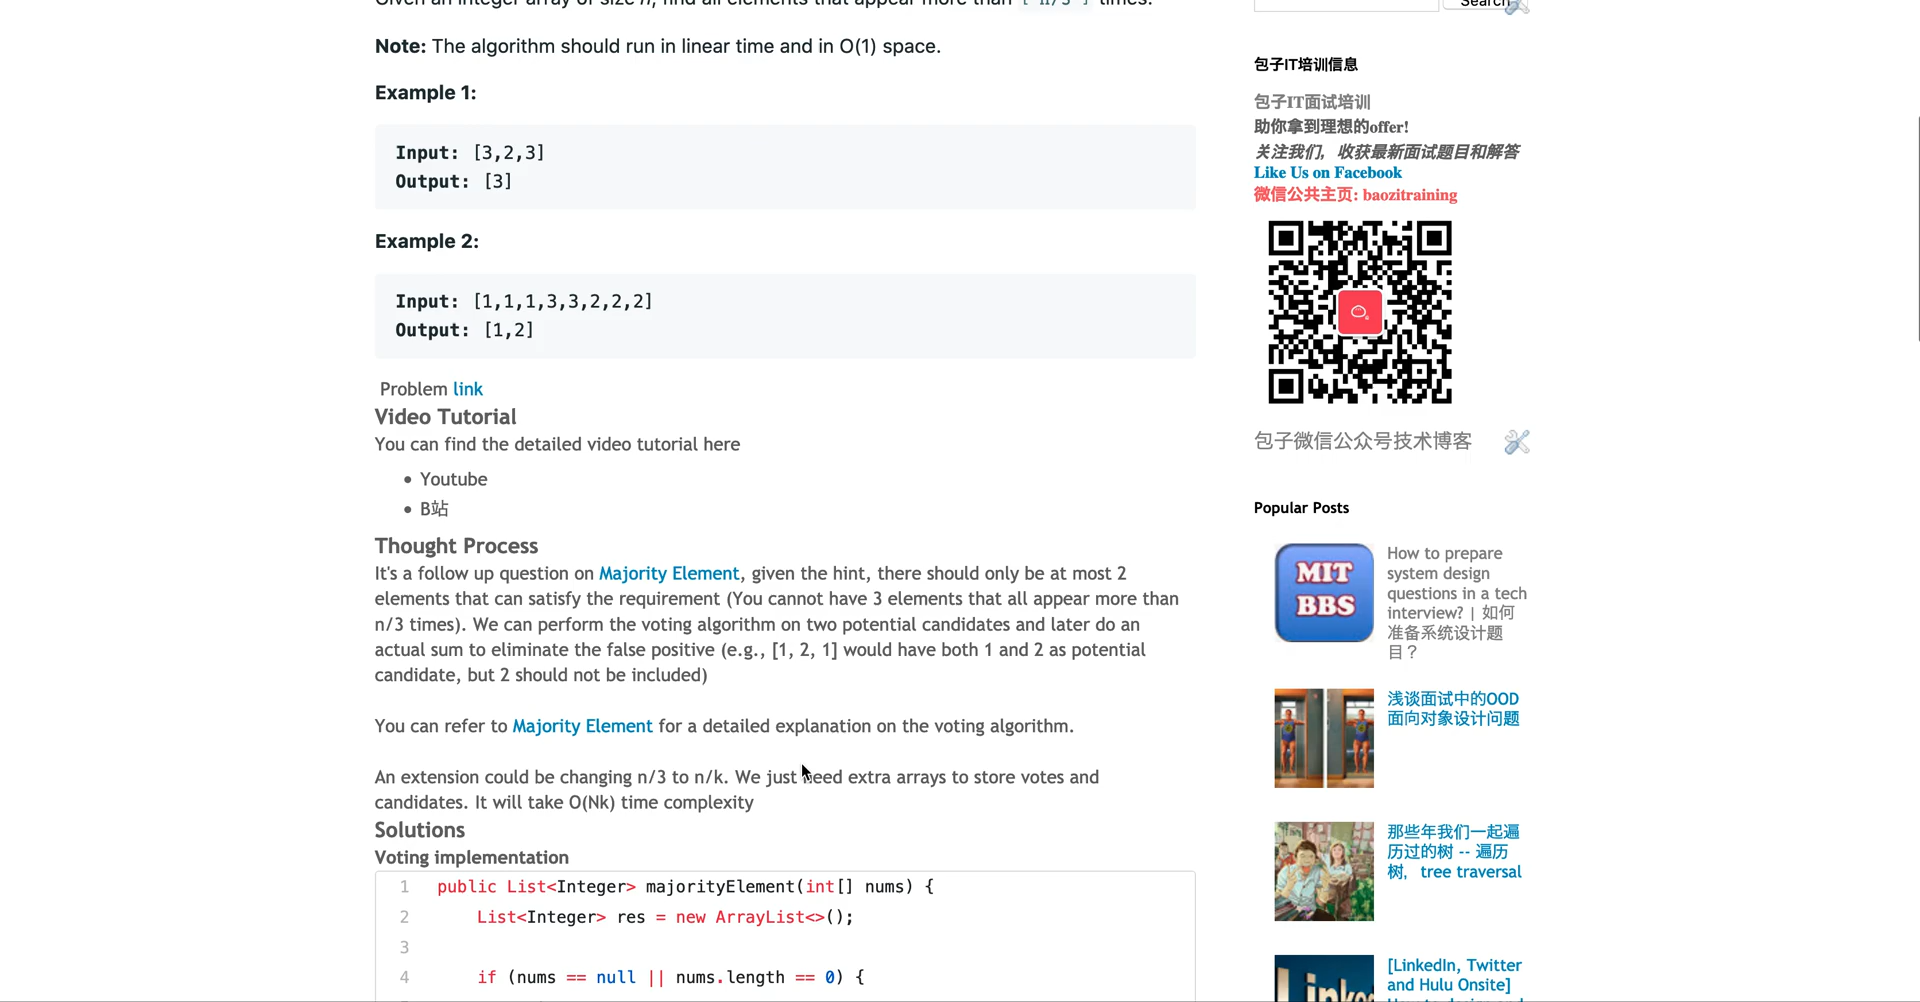 Given an integer array of size n, find all elements that appear more than ⌊ n/3 ⌋ times.
Note: The algorithm should run in linear time and in O(1) space.
Example 1:
Input: [3,2,3]
Output: [3]
Example 2:
Input: [1,1,1,3,3,2,2,2]
Output: [1,2]
Problem link
Video Tutorial
You can find the detailed video tutorial here
• Youtube
• B站
Thought Process
It's a follow up question on Majority Element, given the hint, there should only be at most 2
elements that can satisfy the requirement (You cannot have 3 elements that all appear more than
n/3 times). We can perform the voting algorithm on two potential candidates and later do an
actual sum to eliminate the false positive (e.g., [1, 2, 1] would have both 1 and 2 as potential
candidate, but 2 should not be included)
You can refer to Majority Element for a detailed explanation on the voting algorithm.
An extension could be changing n/3 to n/k. We just need extra arrays to store votes and
candidates. It will take O(Nk) time complexity
Solutions
Voting implementation
1 public List<Integer> majorityElement(int[] nums) {
2 List<Integer> res = new ArrayList<>();
3
4 if (nums == null || nums.length == 0) {
Search
包子IT培训信息
包子IT面试培训
助你拿到理想的offer!
关注我们，收获最新面试题目和解答
Like Us on Facebook
微信公共主页: baozitraining
包子微信公众号技术博客
Popular Posts
MIT
BBS
How to prepare
system design
questions in a tech
interview? | 如何
准备系统设计题
目？
浅谈面试中的OOD
面向对象设计问题
那些年我们一起遍
历过的树 -- 遍历
树，tree traversal
[LinkedIn, Twitter
and Hulu Onsite]